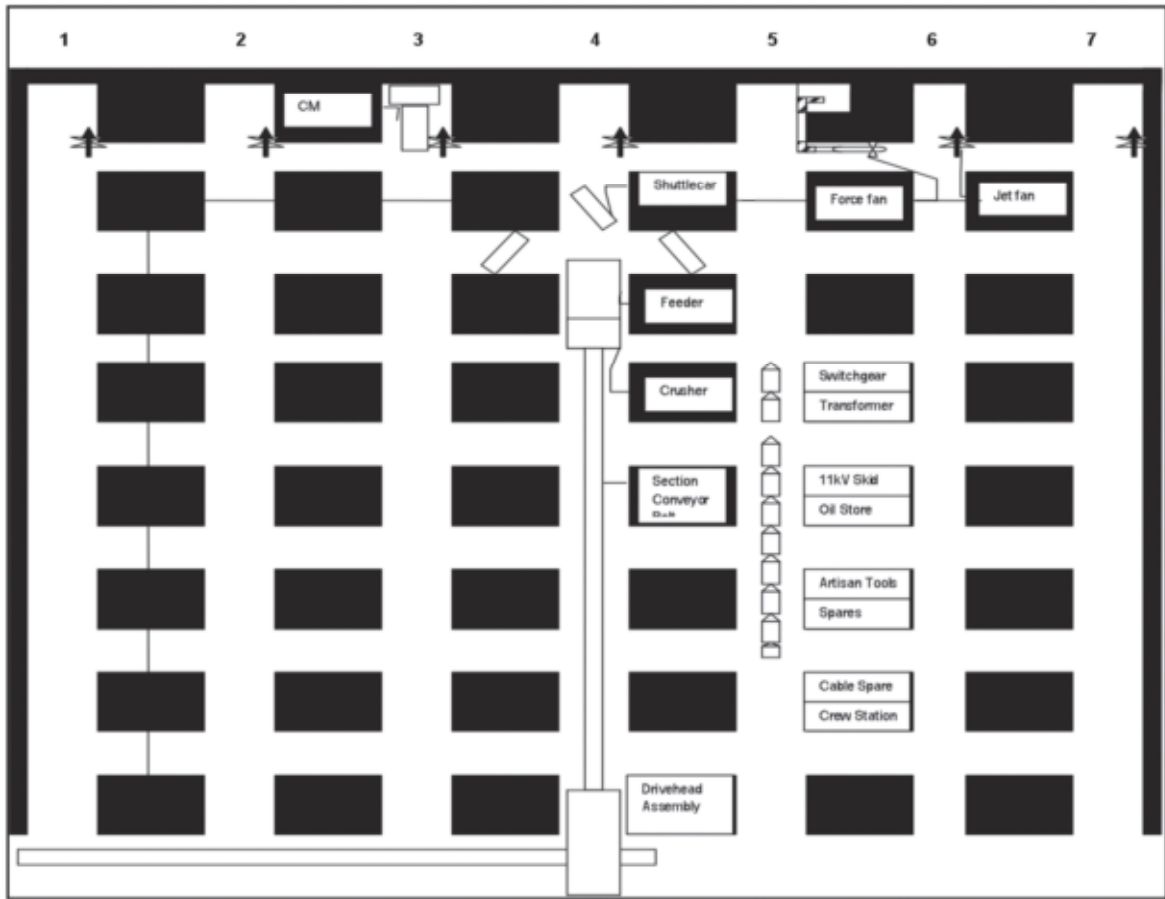 1 2 3 4 5 6 7
CM
Shuttlecar
Force fan
Jet fan
Feeder
Crusher
Switchgear
Transformer
Section
Conveyor
11kV Skid
Oil Store
Artisan Tools
Spares
Cable Spare
Crew Station
Drivehead
Assembly